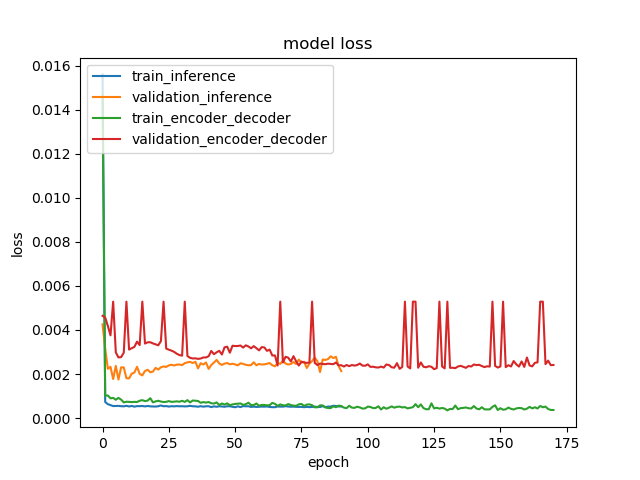 model loss
train_inference
validation_inference
train_encoder_decoder
validation_encoder_decoder
loss
0.016
0.014
0.012
0.010
0.008
0.006
0.004
0.002
0.000
0 25 50 75 100 125 150 175
epoch